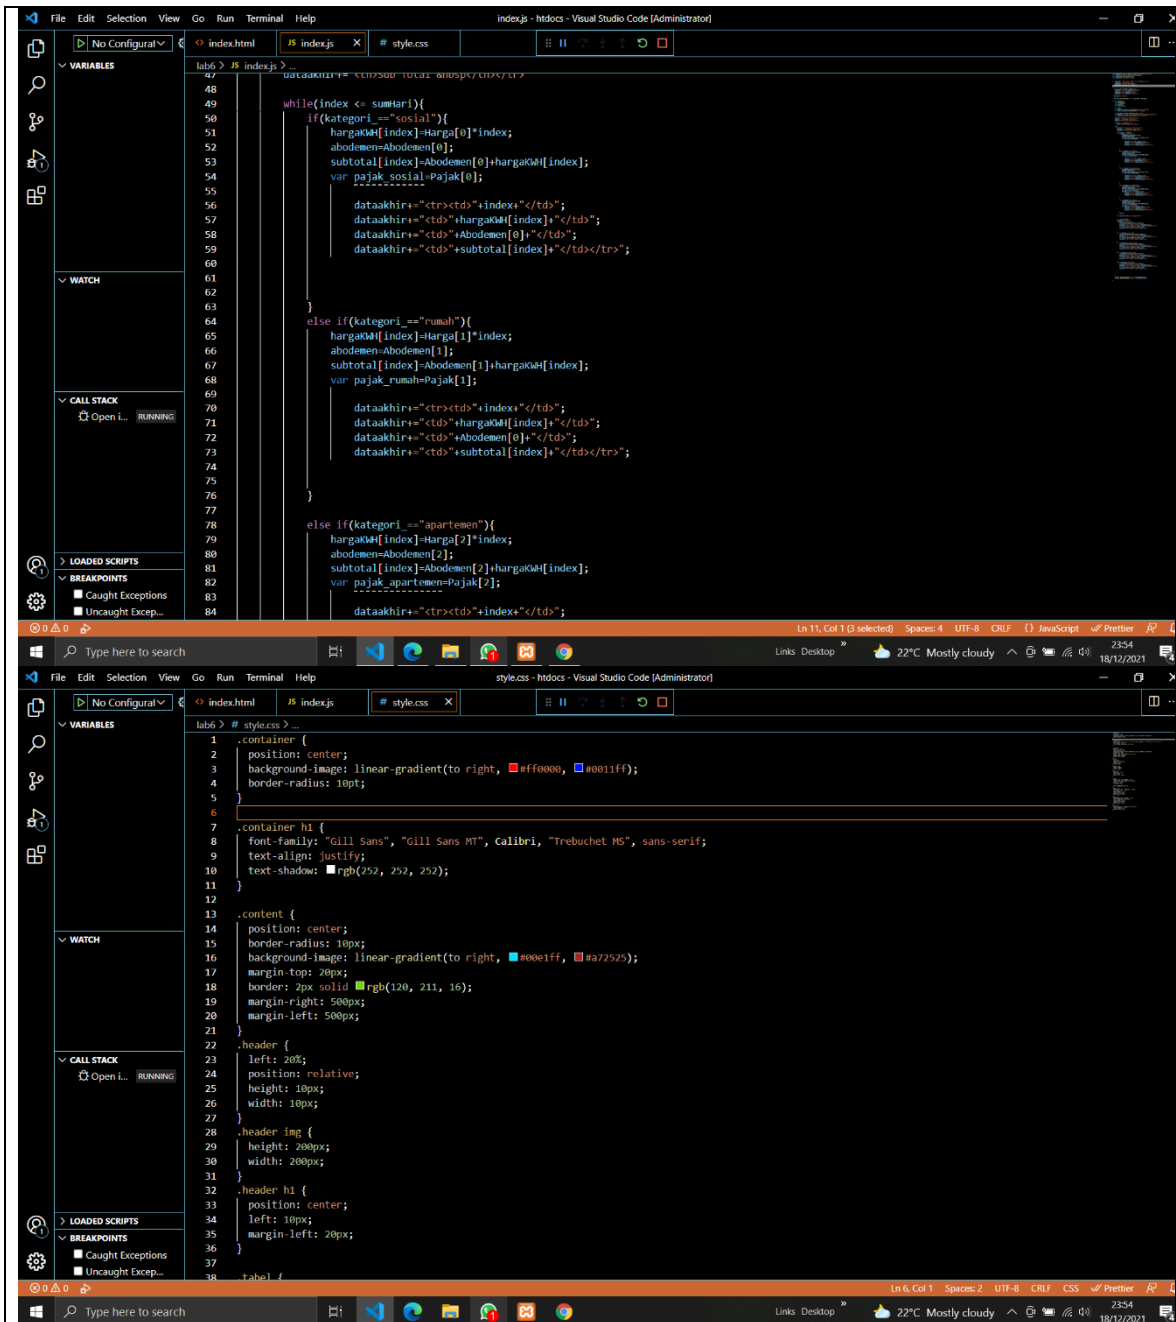 File Edit Selection View Go Run Terminal Help index.js - htdocs - Visual Studio Code [Administrator]
No Configurat index.html JS index.js X # style.css
VARIABLES
lab6 > JS index.js > ...
47 dataakhir+="<th>Sub Total &nbsp</th></tr>"
48
49 while(index <= sumHari){
50 if(kategori_=="sosial"){
51 hargaKWH[index]=Harga[0]*index;
52 abodemen=Abodemen[0];
53 subtotal[index]=Abodemen[0]+hargaKWH[index];
54 var pajak_sosial=Pajak[0];
55
56 dataakhir+="<tr><td>"+index+"</td>";
57 dataakhir+="<td>"+hargaKWH[index]+"</td>";
58 dataakhir+="<td>"+Abodemen[0]+"</td>";
59 dataakhir+="<td>"+subtotal[index]+"</td></tr>";
60
WATCH
61
62
63 }
64 else if(kategori_=="rumah"){
65 hargaKWH[index]=Harga[1]*index;
66 abodemen=Abodemen[1];
67 subtotal[index]=Abodemen[1]+hargaKWH[index];
68 var pajak_rumah=Pajak[1];
69
CALL STACK
70 dataakhir+="<tr><td>"+index+"</td>";
Open i... RUNNING
71 dataakhir+="<td>"+hargaKWH[index]+"</td>";
72 dataakhir+="<td>"+Abodemen[0]+"</td>";
73 dataakhir+="<td>"+subtotal[index]+"</td></tr>";
74
75
76 }
77
78 else if(kategori_=="apartemen"){
79 hargaKWH[index]=Harga[2]*index;
80 abodemen=Abodemen[2];
LOADED SCRIPTS
81 subtotal[index]=Abodemen[2]+hargaKWH[index];
BREAKPOINTS
82 var pajak_apartemen=Pajak[2];
Caught Exceptions
83
Uncaught Excep...
84 dataakhir+="<tr><td>"+index+"</td>";
0 0 Ln 11, Col 1 (3 selected) Spaces: 4 UTF-8 CRLF {} JavaScript Prettier
Type here to search Links Desktop 22°C Mostly cloudy 23:54
18/12/2021
File Edit Selection View Go Run Terminal Help style.css - htdocs - Visual Studio Code [Administrator]
No Configurat index.html JS index.js # style.css X
VARIABLES
lab6 > # style.css > ...
1 .container {
2 position: center;
3 background-image: linear-gradient(to right, #ff0000, #0011ff);
4 border-radius: 10pt;
5 }
6
7 .container h1 {
8 font-family: "Gill Sans", "Gill Sans MT", Calibri, "Trebuchet MS", sans-serif;
9 text-align: justify;
10 text-shadow: rgb(252, 252, 252);
11 }
12
13 .content {
14 position: center;
WATCH
15 border-radius: 10px;
16 background-image: linear-gradient(to right, #00e1ff, #a72525);
17 margin-top: 20px;
18 border: 2px solid rgb(120, 211, 16);
19 margin-right: 500px;
20 margin-left: 500px;
21 }
22 .header {
CALL STACK
23 left: 20%;
Open i... RUNNING
24 position: relative;
25 height: 10px;
26 width: 10px;
27 }
28 .header img {
29 height: 200px;
30 width: 200px;
31 }
32 .header h1 {
33 position: center;
LOADED SCRIPTS
34 left: 10px;
BREAKPOINTS
35 margin-left: 20px;
Caught Exceptions
36 }
37
Uncaught Excep...
38 .tabel {
0 0 Ln 6, Col 1 Spaces: 2 UTF-8 CRLF CSS Prettier
Type here to search Links Desktop 22°C Mostly cloudy 23:54
18/12/2021